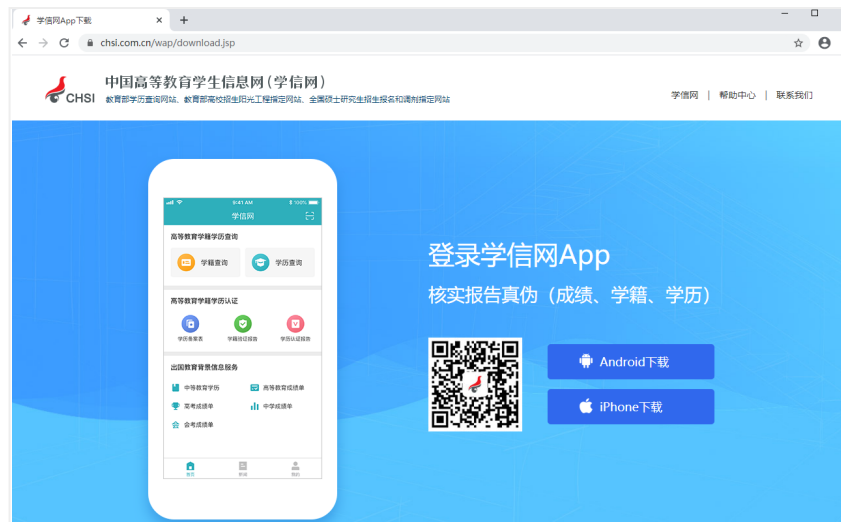 学信网App下载
chsi.com.cn/wap/download.jsp
CHSI
中国高等教育学生信息网(学信网)
教育部学历查询网站、教育部高校招生阳光工程指定网站、全国硕士研究生招生报名和调剂指定网站
学信网 | 帮助中心 | 联系我们
9:41 AM 100%
学信网
高等教育学籍学历查询
学籍查询 学历查询
高等教育学籍学历认证
学历备案表 学籍验证报告 学历认证报告
出国教育背景信息服务
中等教育学历 高等教育成绩单
高考成绩单 中学成绩单
会考成绩单
首页 新闻 我的
登录学信网App
核实报告真伪(成绩、学籍、学历)
Android下载
iPhone下载